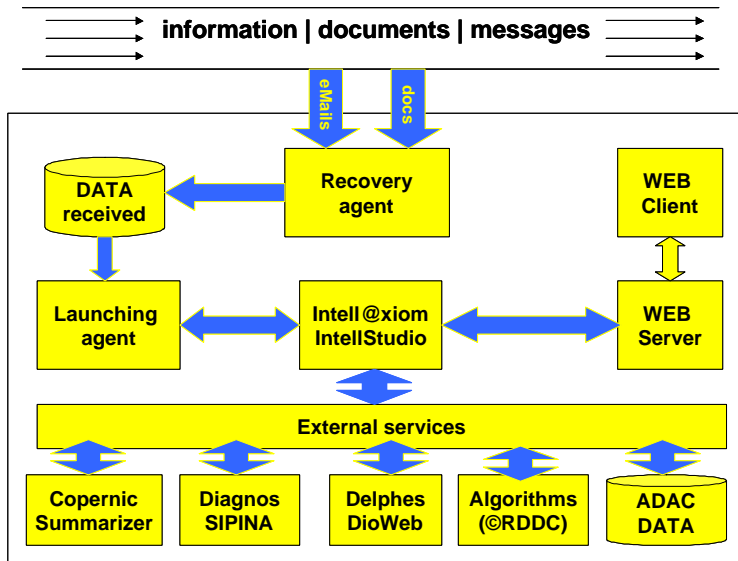 information | documents | messages
eMails
docs
DATA
received
Recovery
agent
WEB
Client
Launching
agent
Intell@xiom
IntellStudio
WEB
Server
External services
Copernic
Summarizer
Diagnos
SIPINA
Delphes
DioWeb
Algorithms
(©RDDC)
ADAC
DATA